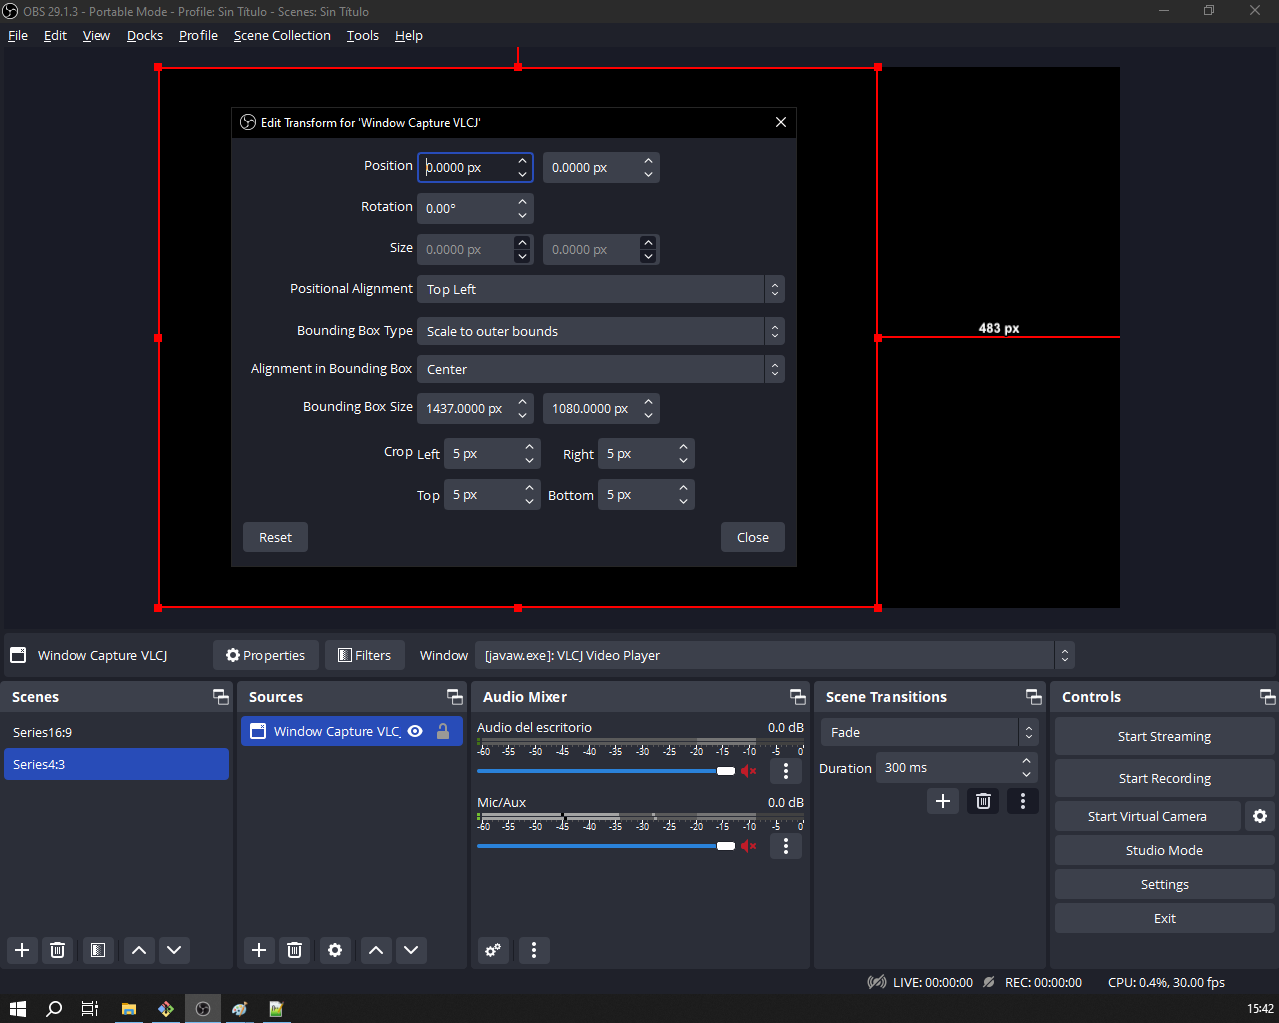 OBS 29.1.3 - Portable Mode - Profile: Sin Título - Scenes: Sin Título
File Edit View Docks Profile Scene Collection Tools Help
Edit Transform for 'Window Capture VLCJ'
Position 0.0000 px 0.0000 px
Rotation 0.00°
Size 0.0000 px 0.0000 px
Positional Alignment Top Left
Bounding Box Type Scale to outer bounds
Alignment in Bounding Box Center
Bounding Box Size 1437.0000 px 1080.0000 px
Crop Left 5 px Right 5 px
Top 5 px Bottom 5 px
Reset Close
483 px
Window Capture VLCJ Properties Filters Window [javaw.exe]: VLCJ Video Player
Scenes
Series16:9
Series4:3
Sources
Window Capture VLC
Audio Mixer
Audio del escritorio 0.0 dB
-60 -55 -50 -45 -40 -35 -30 -25 -20 -15 -10 -5 0
Mic/Aux 0.0 dB
-60 -55 -50 -45 -40 -35 -30 -25 -20 -15 -10 -5 0
Scene Transitions
Fade
Duration 300 ms
Controls
Start Streaming
Start Recording
Start Virtual Camera
Studio Mode
Settings
Exit
LIVE: 00:00:00 REC: 00:00:00 CPU: 0.4%, 30.00 fps
15:42